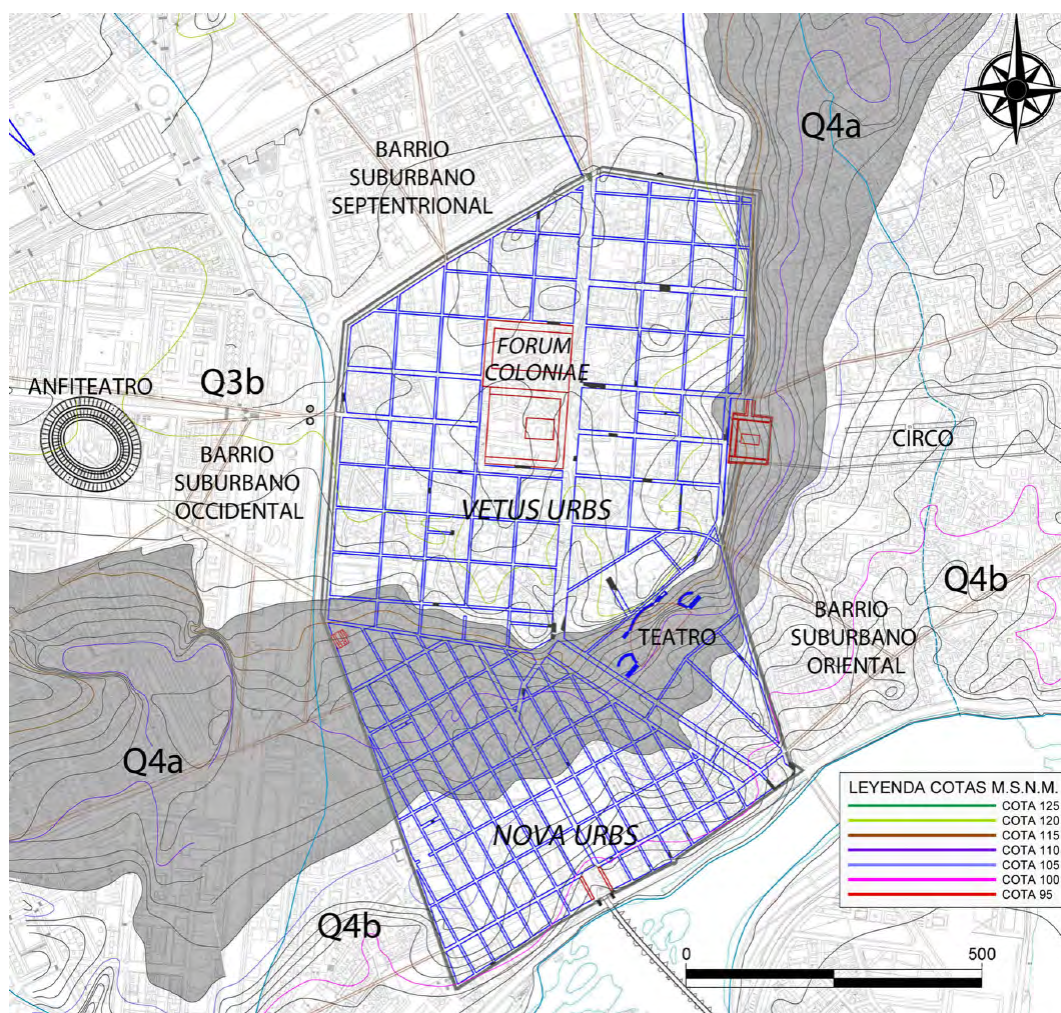 Q4a
BARRIO
SUBURBANO
SEPTENTRIONAL
FORUM
COLONIAE
ANFITEATRO
Q3b
CIRCO
BARRIO
SUBURBANO
OCCIDENTAL
VETUS URBS
Q4b
TEATRO
BARRIO
SUBURBANO
ORIENTAL
Q4a
LEYENDA COTAS M.S.N.M.
COTA 125
COTA 120
COTA 115
COTA 110
COTA 105
COTA 100
COTA 95
NOVA URBS
Q4b
0 500